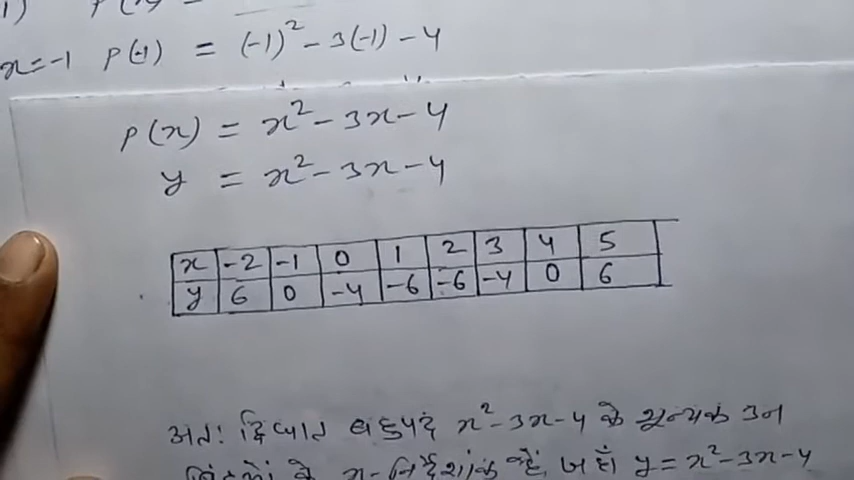 x=-1 P(-1) = (-1)² - 3(-1) - 4
P(x) = x² - 3x - 4
y = x² - 3x - 4
x -2 -1 0 1 2 3 4 5
y 6 0 -4 -6 -6 -4 0 6
अतः द्विघात बहुपद x² - 3x - 4 के शून्यक उन
बिंदुओं के x-निर्देशांक हैं, जहाँ y = x² - 3x - 4